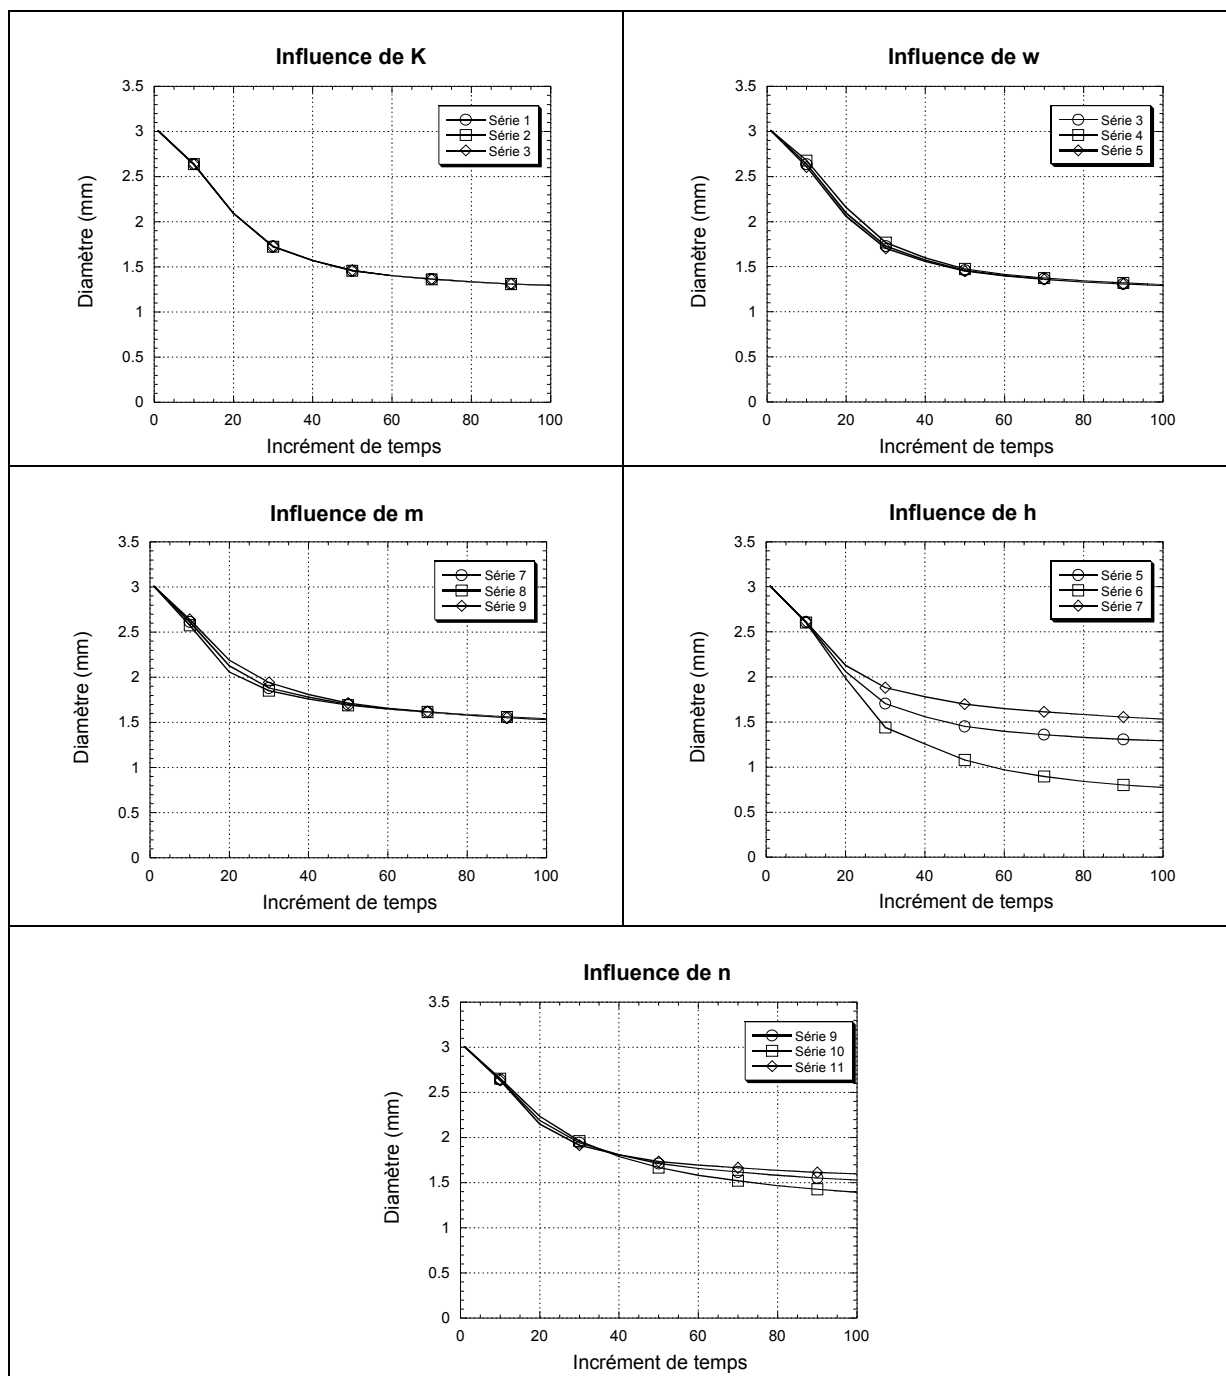 Influence de K
3.5
3
2.5
2
1.5
1
0.5
0
Diamètre (mm)
Série 1
Série 2
Série 3
0 20 40 60 80 100
Incrément de temps
Influence de w
3.5
3
2.5
2
1.5
1
0.5
0
Diamètre (mm)
Série 3
Série 4
Série 5
0 20 40 60 80 100
Incrément de temps
Influence de m
3.5
3
2.5
2
1.5
1
0.5
0
Diamètre (mm)
Série 7
Série 8
Série 9
0 20 40 60 80 100
Incrément de temps
Influence de h
3.5
3
2.5
2
1.5
1
0.5
0
Diamètre (mm)
Série 5
Série 6
Série 7
0 20 40 60 80 100
Incrément de temps
Influence de n
3.5
3
2.5
2
1.5
1
0.5
0
Diamètre (mm)
Série 9
Série 10
Série 11
0 20 40 60 80 100
Incrément de temps